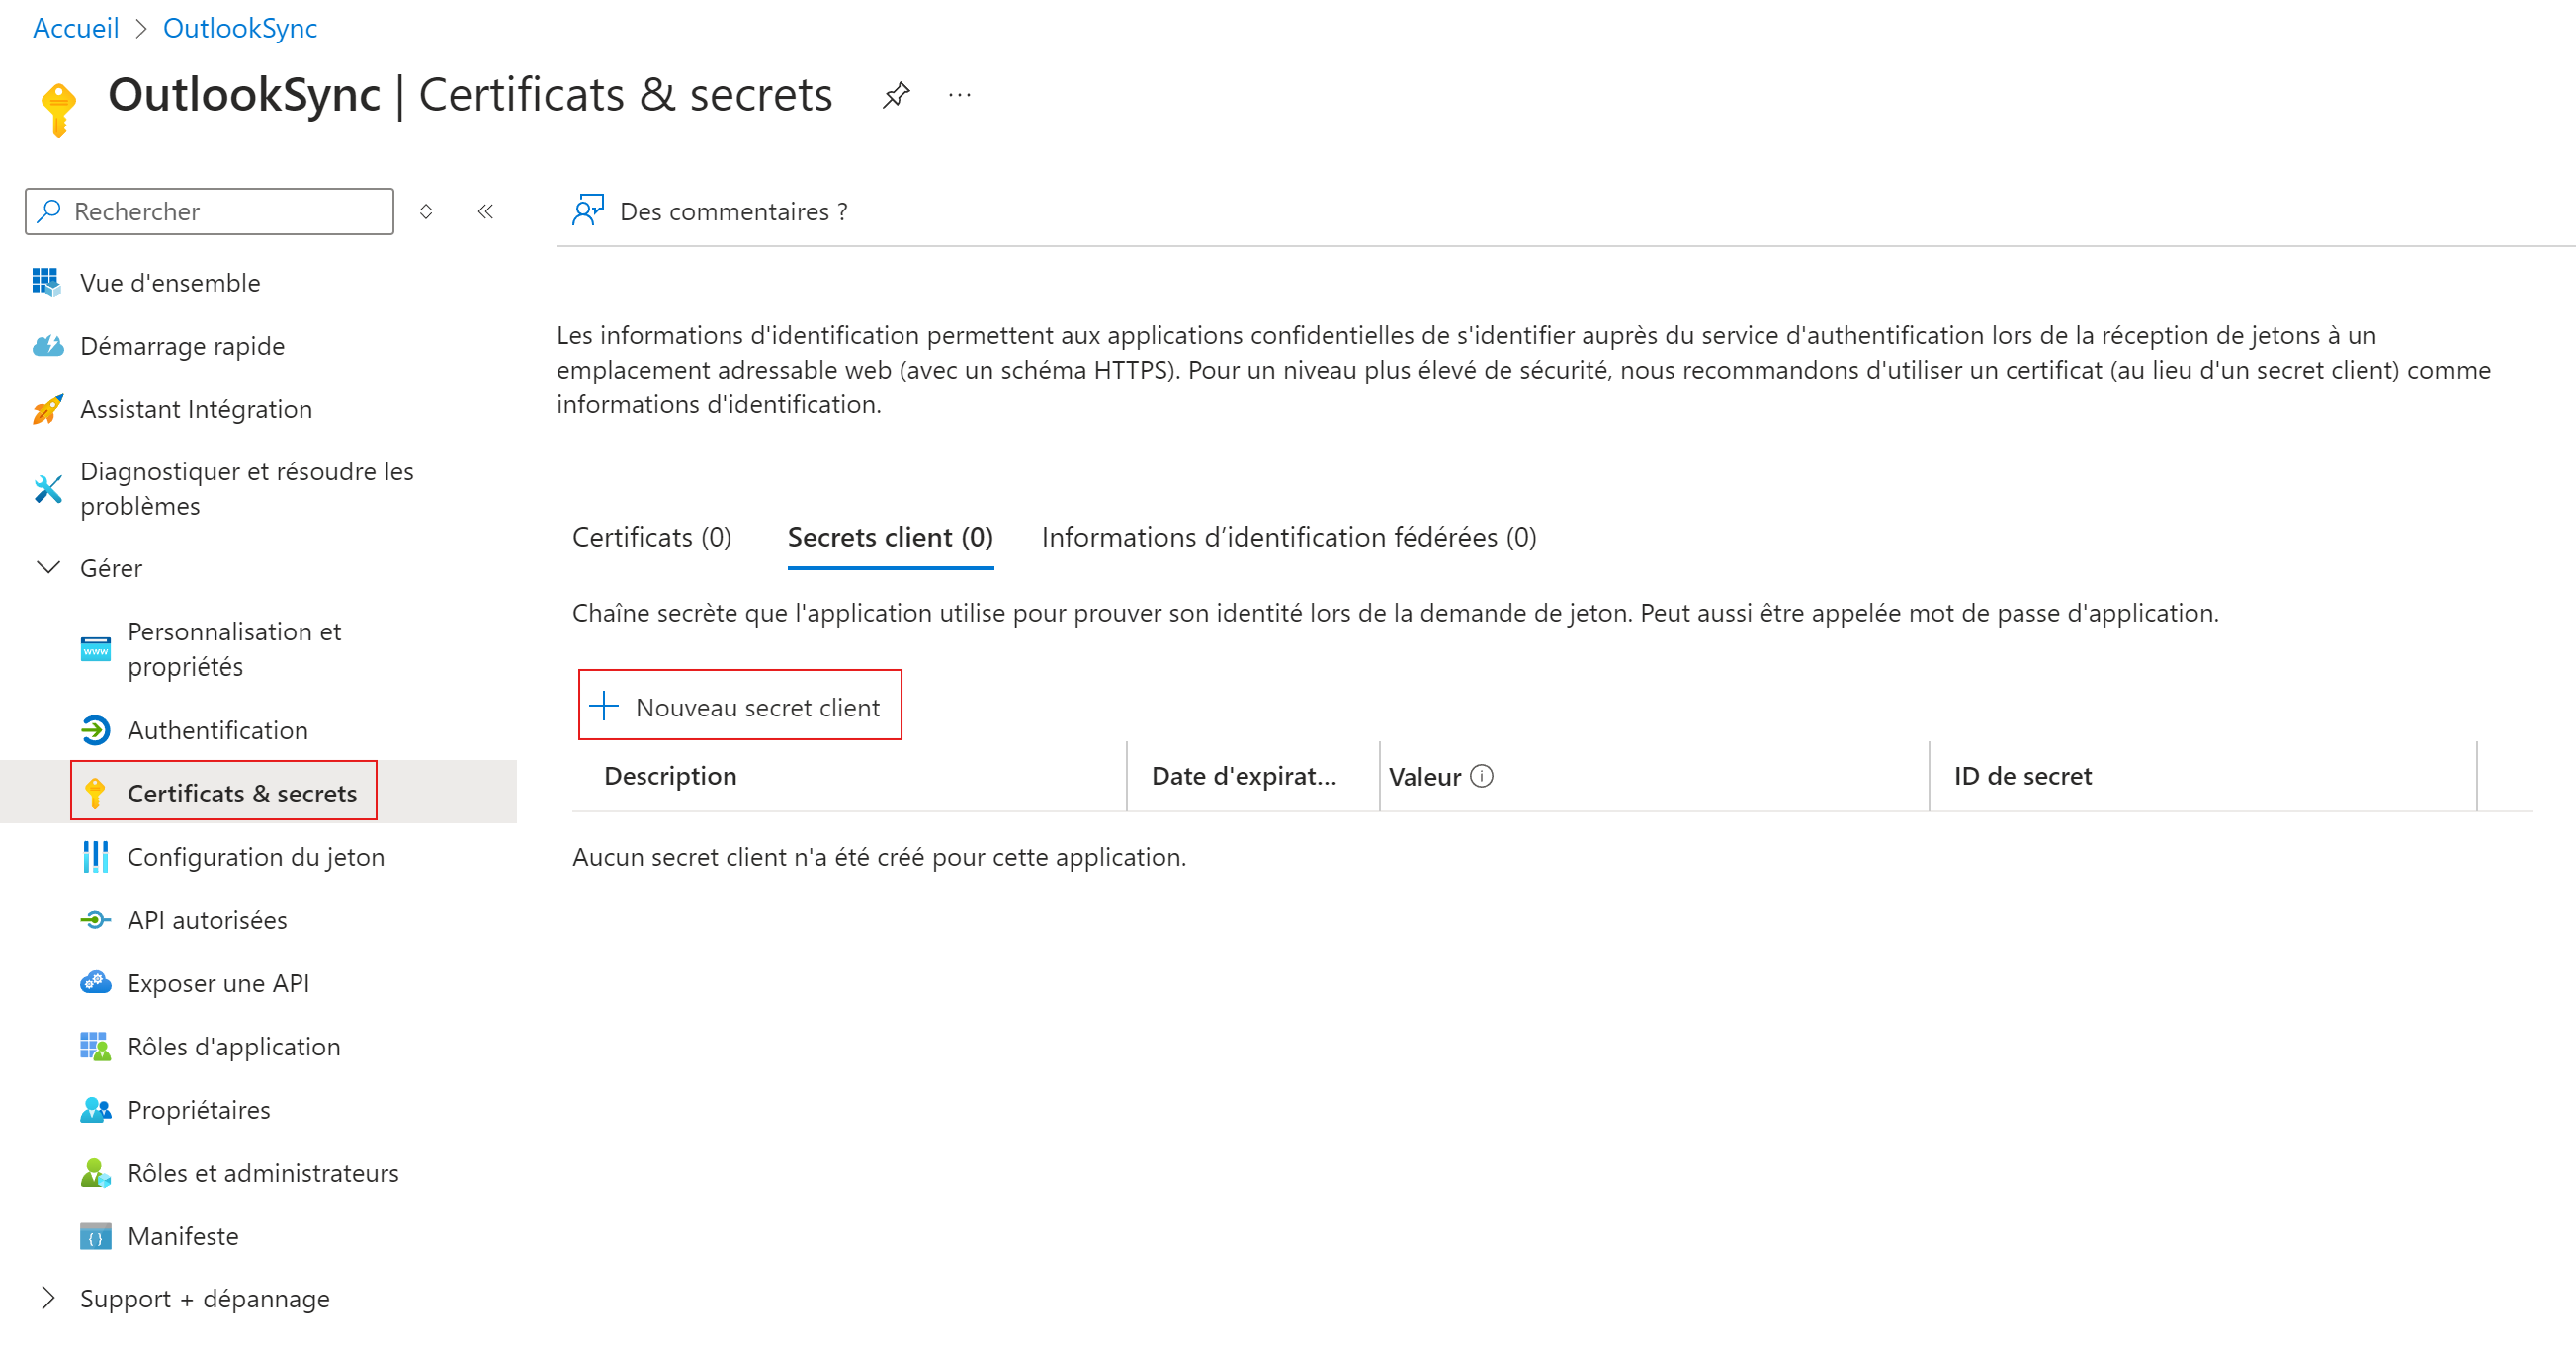 Accueil > OutlookSync
OutlookSync | Certificats & secrets ...
Rechercher
Des commentaires ?
Vue d'ensemble
Démarrage rapide
Assistant Intégration
Diagnostiquer et résoudre les
problèmes
Gérer
Personnalisation et
propriétés
Authentification
Certificats & secrets
Configuration du jeton
API autorisées
Exposer une API
Rôles d'application
Propriétaires
Rôles et administrateurs
Manifeste
Support + dépannage
Les informations d'identification permettent aux applications confidentielles de s'identifier auprès du service d'authentification lors de la réception de jetons à un
emplacement adressable web (avec un schéma HTTPS). Pour un niveau plus élevé de sécurité, nous recommandons d'utiliser un certificat (au lieu d'un secret client) comme
informations d'identification.
Certificats (0) Secrets client (0) Informations d’identification fédérées (0)
Chaîne secrète que l'application utilise pour prouver son identité lors de la demande de jeton. Peut aussi être appelée mot de passe d'application.
Nouveau secret client
Description Date d'expirat... Valeur ID de secret
Aucun secret client n'a été créé pour cette application.